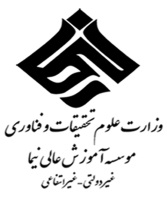 وزارت علوم تحقیقات و فناوری
موسسه آموزش عالی نیما
غیردولتی - غیرانتفاعی